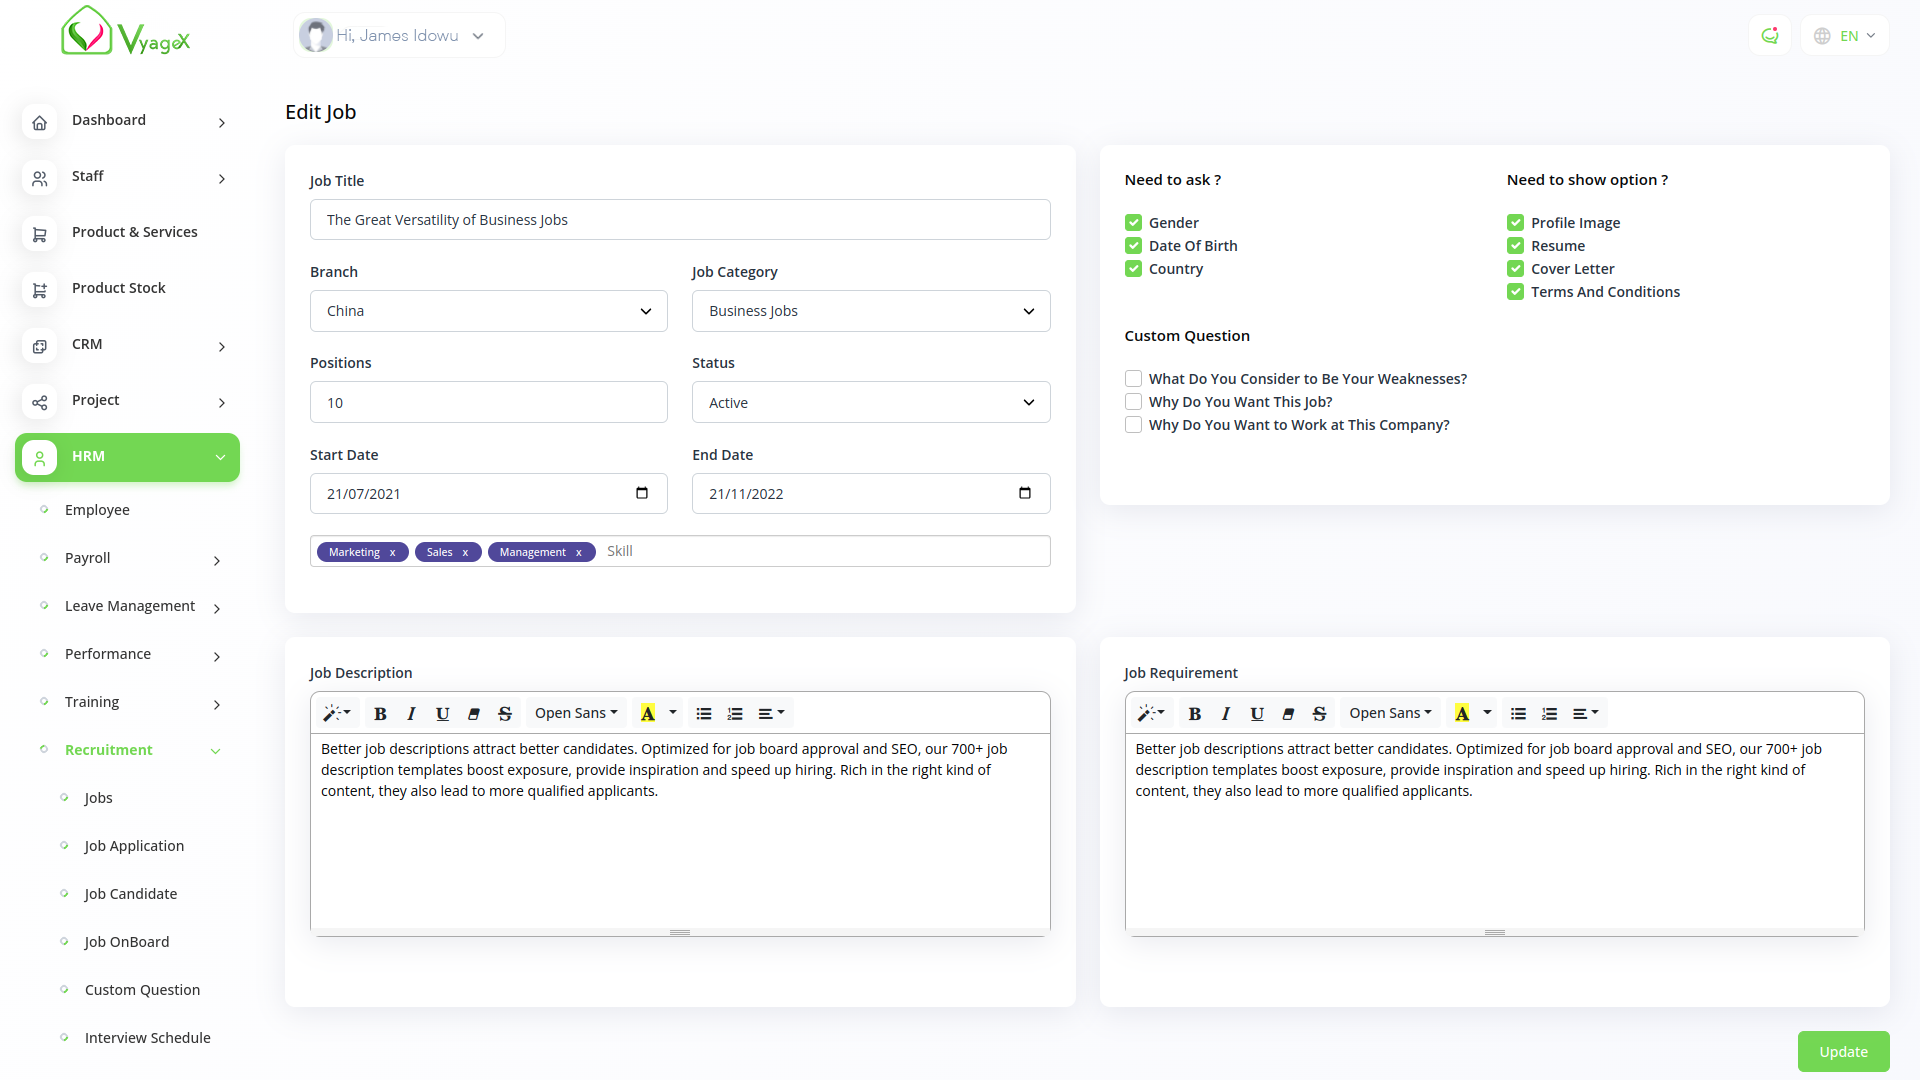 VyageX
Hi, James Idowu
EN
Dashboard
Staff
Product & Services
Product Stock
CRM
Project
HRM
Employee
Payroll
Leave Management
Performance
Training
Recruitment
Jobs
Job Application
Job Candidate
Job OnBoard
Custom Question
Interview Schedule
Edit Job
Job Title
The Great Versatility of Business Jobs
Branch
Job Category
China
Business Jobs
Positions
Status
10
Active
Start Date
End Date
21/07/2021
21/11/2022
Marketing x Sales x Management x Skill
Need to ask ?
Gender
Date Of Birth
Country
Need to show option ?
Profile Image
Resume
Cover Letter
Terms And Conditions
Custom Question
What Do You Consider to Be Your Weaknesses?
Why Do You Want This Job?
Why Do You Want to Work at This Company?
Job Description
B I U S Open Sans A
Better job descriptions attract better candidates. Optimized for job board approval and SEO, our 700+ job
description templates boost exposure, provide inspiration and speed up hiring. Rich in the right kind of
content, they also lead to more qualified applicants.
Job Requirement
B I U S Open Sans A
Better job descriptions attract better candidates. Optimized for job board approval and SEO, our 700+ job
description templates boost exposure, provide inspiration and speed up hiring. Rich in the right kind of
content, they also lead to more qualified applicants.
Update